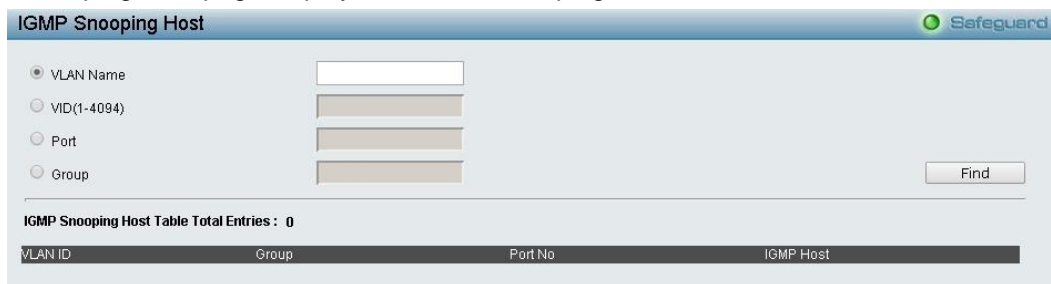 IGMP Snooping Host Safeguard
VLAN Name
VID(1-4094)
Port
Group Find
IGMP Snooping Host Table Total Entries : 0
VLAN ID Group Port No IGMP Host